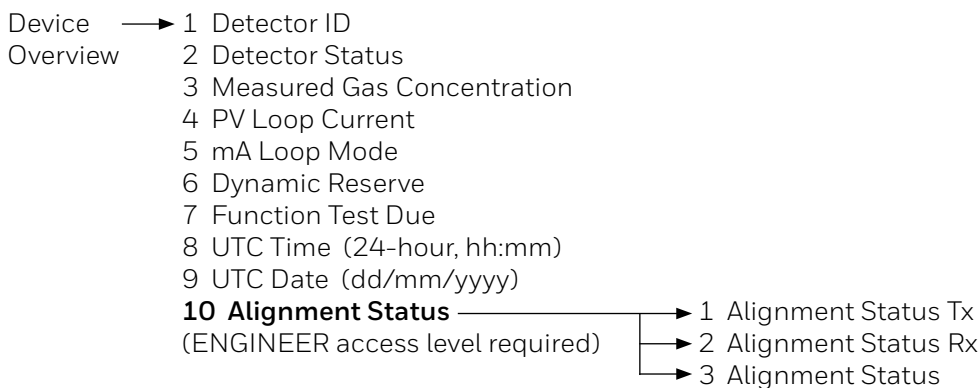 Device
Overview
1 Detector ID
2 Detector Status
3 Measured Gas Concentration
4 PV Loop Current
5 mA Loop Mode
6 Dynamic Reserve
7 Function Test Due
8 UTC Time (24-hour, hh:mm)
9 UTC Date (dd/mm/yyyy)
10 Alignment Status
(ENGINEER access level required)
1 Alignment Status Tx
2 Alignment Status Rx
3 Alignment Status